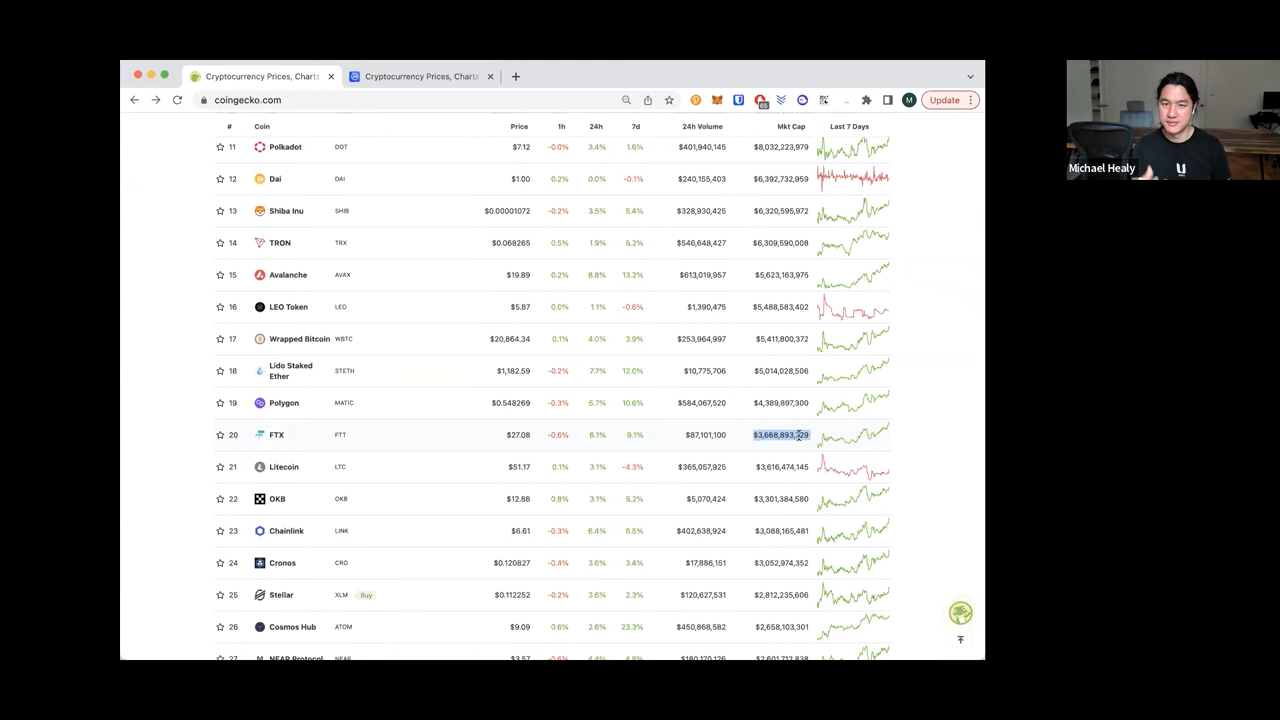 Cryptocurrency Prices, Charts
Cryptocurrency Prices, Charts
coingecko.com
65
M
Update
# Coin Price 1h 24h 7d 24h Volume Mkt Cap Last 7 Days
11 Polkadot DOT $7.12 -0.0% 3.4% 1.6% $401,940,145 $8,032,223,979
12 Dai DAI $1.00 0.2% 0.0% -0.1% $240,155,403 $6,392,732,959
13 Shiba Inu SHIB $0.00001072 -0.2% 3.5% 5.4% $328,930,425 $6,320,595,972
14 TRON TRX $0.068265 0.5% 1.9% 5.2% $546,648,427 $6,309,590,008
15 Avalanche AVAX $19.89 0.2% 8.8% 13.2% $613,019,957 $5,623,163,975
16 LEO Token LEO $5.87 0.0% 1.1% -0.6% $1,390,475 $5,488,583,402
17 Wrapped Bitcoin WBTC $20,864.34 0.1% 4.0% 3.9% $253,964,997 $5,411,800,372
18 Lido Staked Ether STETH $1,182.59 -0.2% 7.7% 12.0% $10,775,706 $5,014,028,506
19 Polygon MATIC $0.548269 -0.3% 6.7% 10.6% $584,067,520 $4,389,897,300
20 FTX FTT $27.08 -0.6% 6.1% 9.1% $87,101,100
21 Litecoin LTC $51.17 0.1% 3.1% -4.3% $365,057,925 $3,616,474,145
22 OKB OKB $12.88 0.8% 3.1% 5.2% $5,070,424 $3,301,384,580
23 Chainlink LINK $6.61 -0.3% 6.4% 6.5% $402,638,924 $3,088,165,481
24 Cronos CRO $0.120827 -0.4% 3.6% 3.4% $17,886,151 $3,052,974,352
25 Stellar XLM Buy $0.112252 -0.2% 3.6% 2.3% $120,627,531 $2,812,235,606
26 Cosmos Hub ATOM $9.09 0.6% 2.6% 23.3% $450,868,582 $2,658,103,301
27 NEAR Protocol NEAR $3.57 -0.6% 4.4% 4.8%
Michael Healy